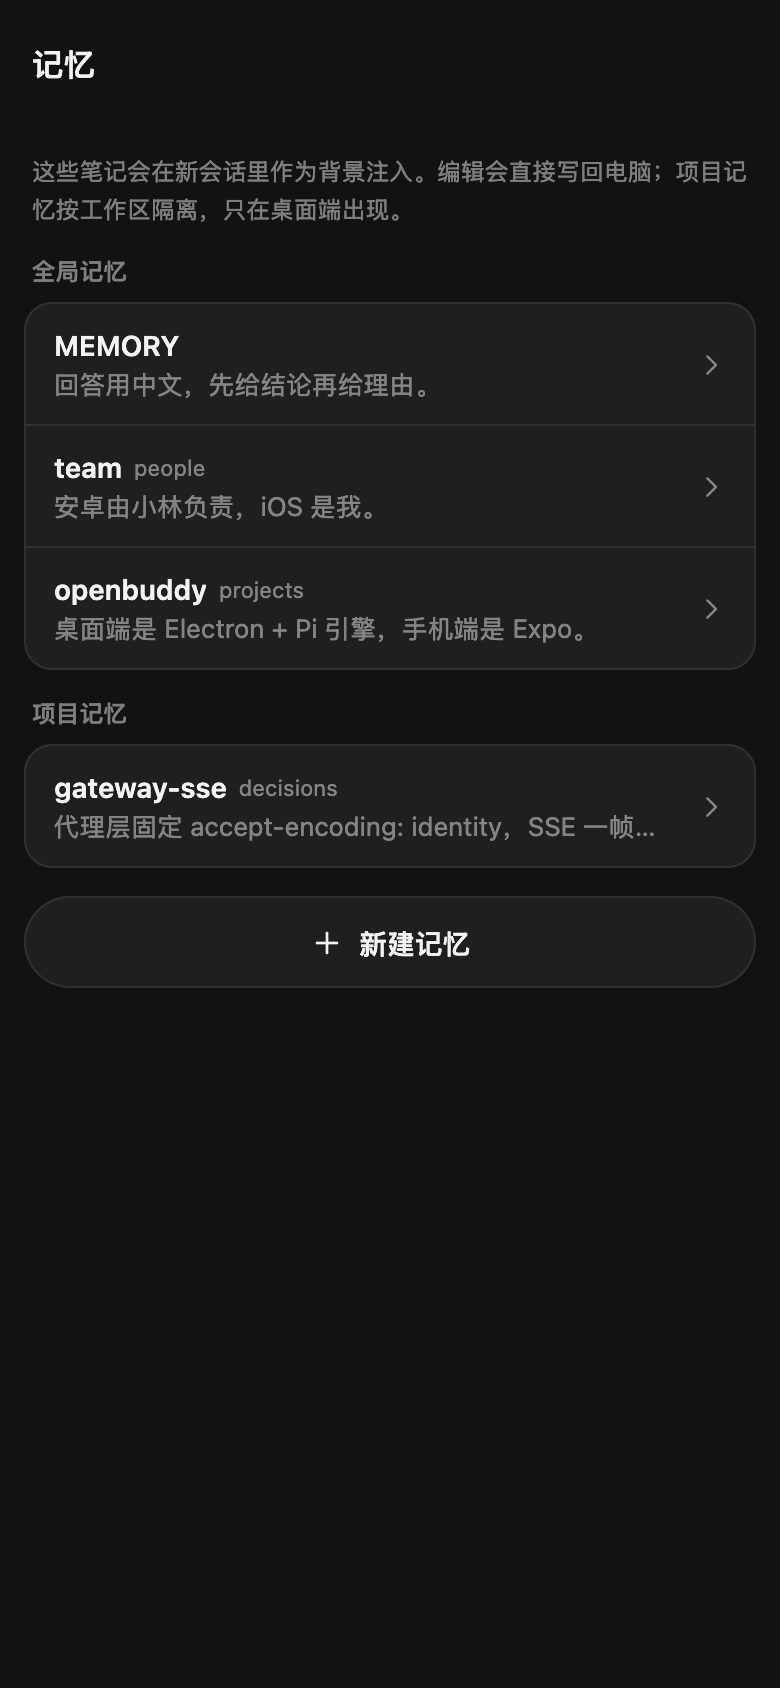 记忆
这些笔记会在新会话里作为背景注入。编辑会直接写回电脑；项目记
忆按工作区隔离，只在桌面端出现。
全局记忆
MEMORY
回答用中文，先给结论再给理由。
team people
安卓由小林负责，iOS 是我。
openbuddy projects
桌面端是 Electron + Pi 引擎，手机端是 Expo。
项目记忆
gateway-sse decisions
代理层固定 accept-encoding: identity，SSE 一帧...
新建记忆